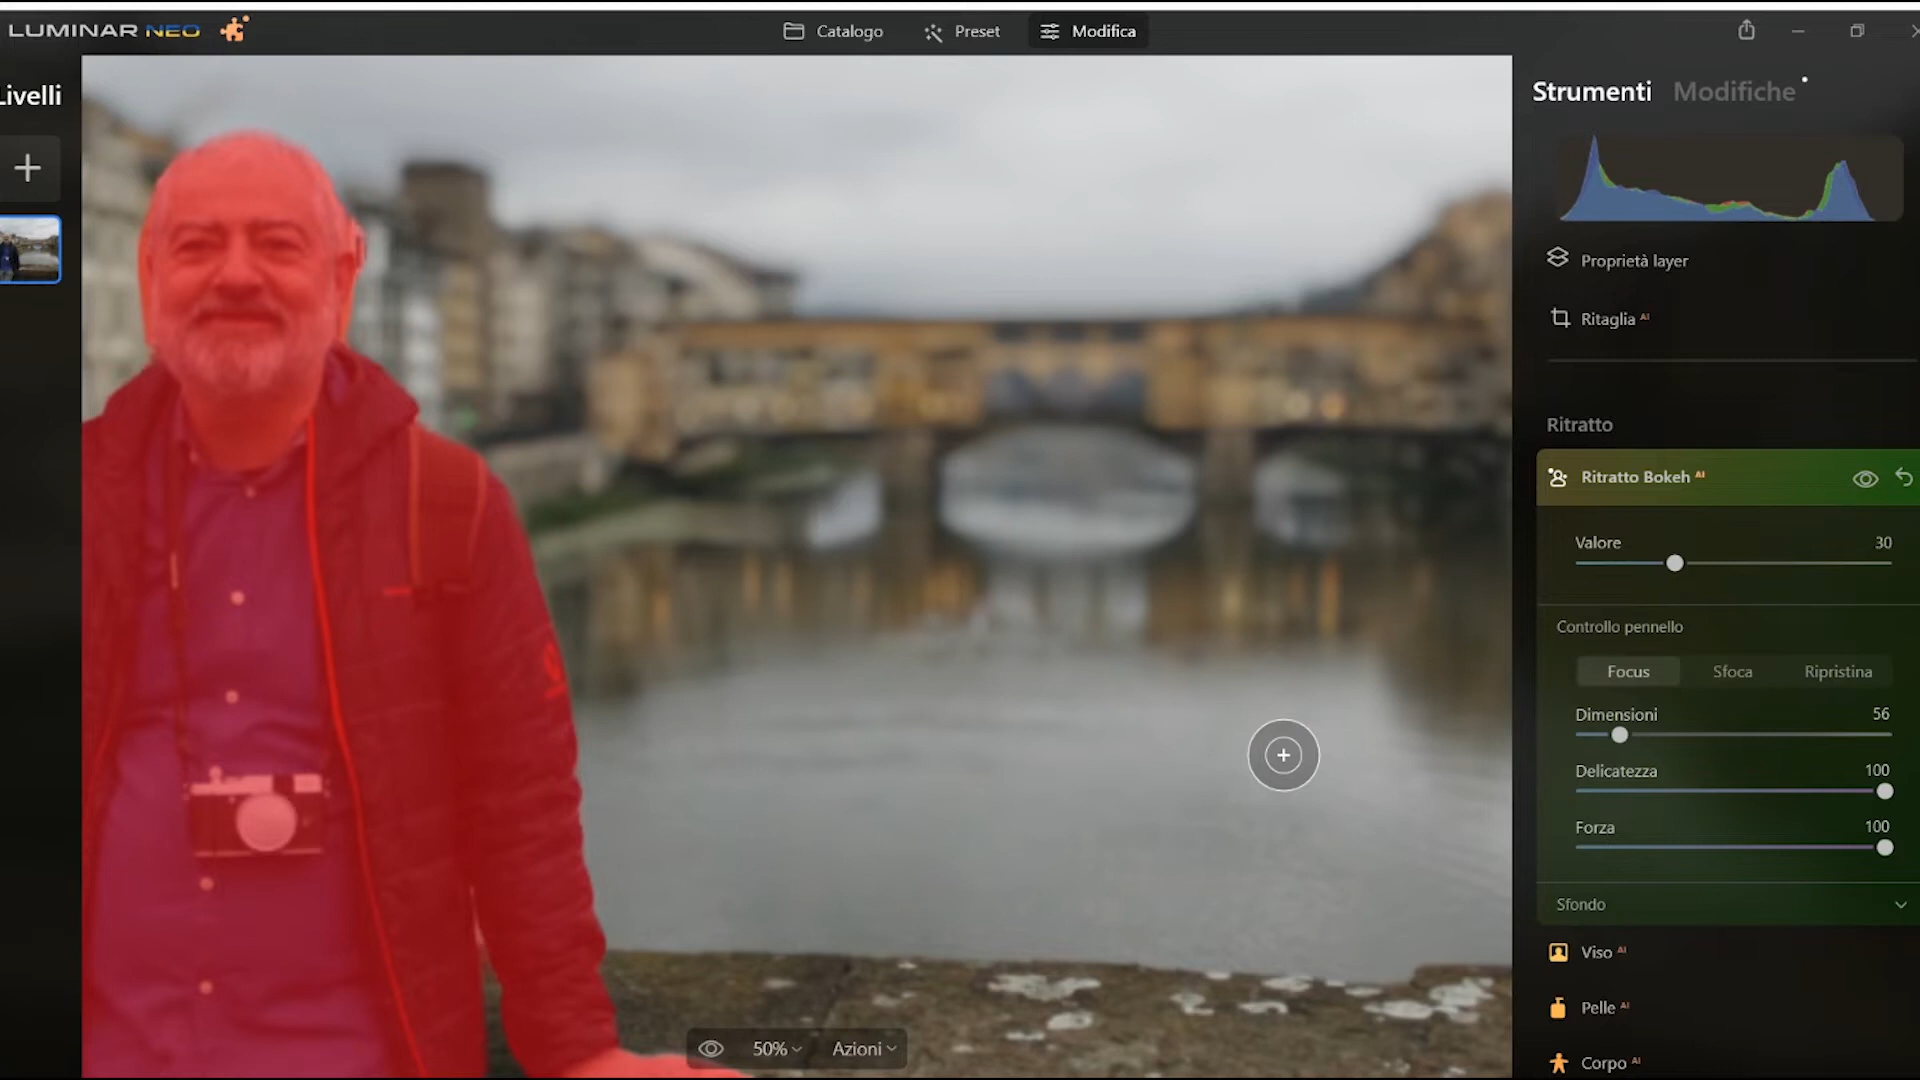 LUMINAR NEO
Catalogo
Preset
Modifica
Livelli
Strumenti Modifiche
Proprietà layer
Ritaglia AI
Ritratto
Ritratto Bokeh AI
Valore 30
Controllo pennello
Focus Sfoca Ripristina
Dimensioni 56
Delicatezza 100
Forza 100
Sfondo
Viso AI
Pelle AI
Corpo AI
50% Azioni